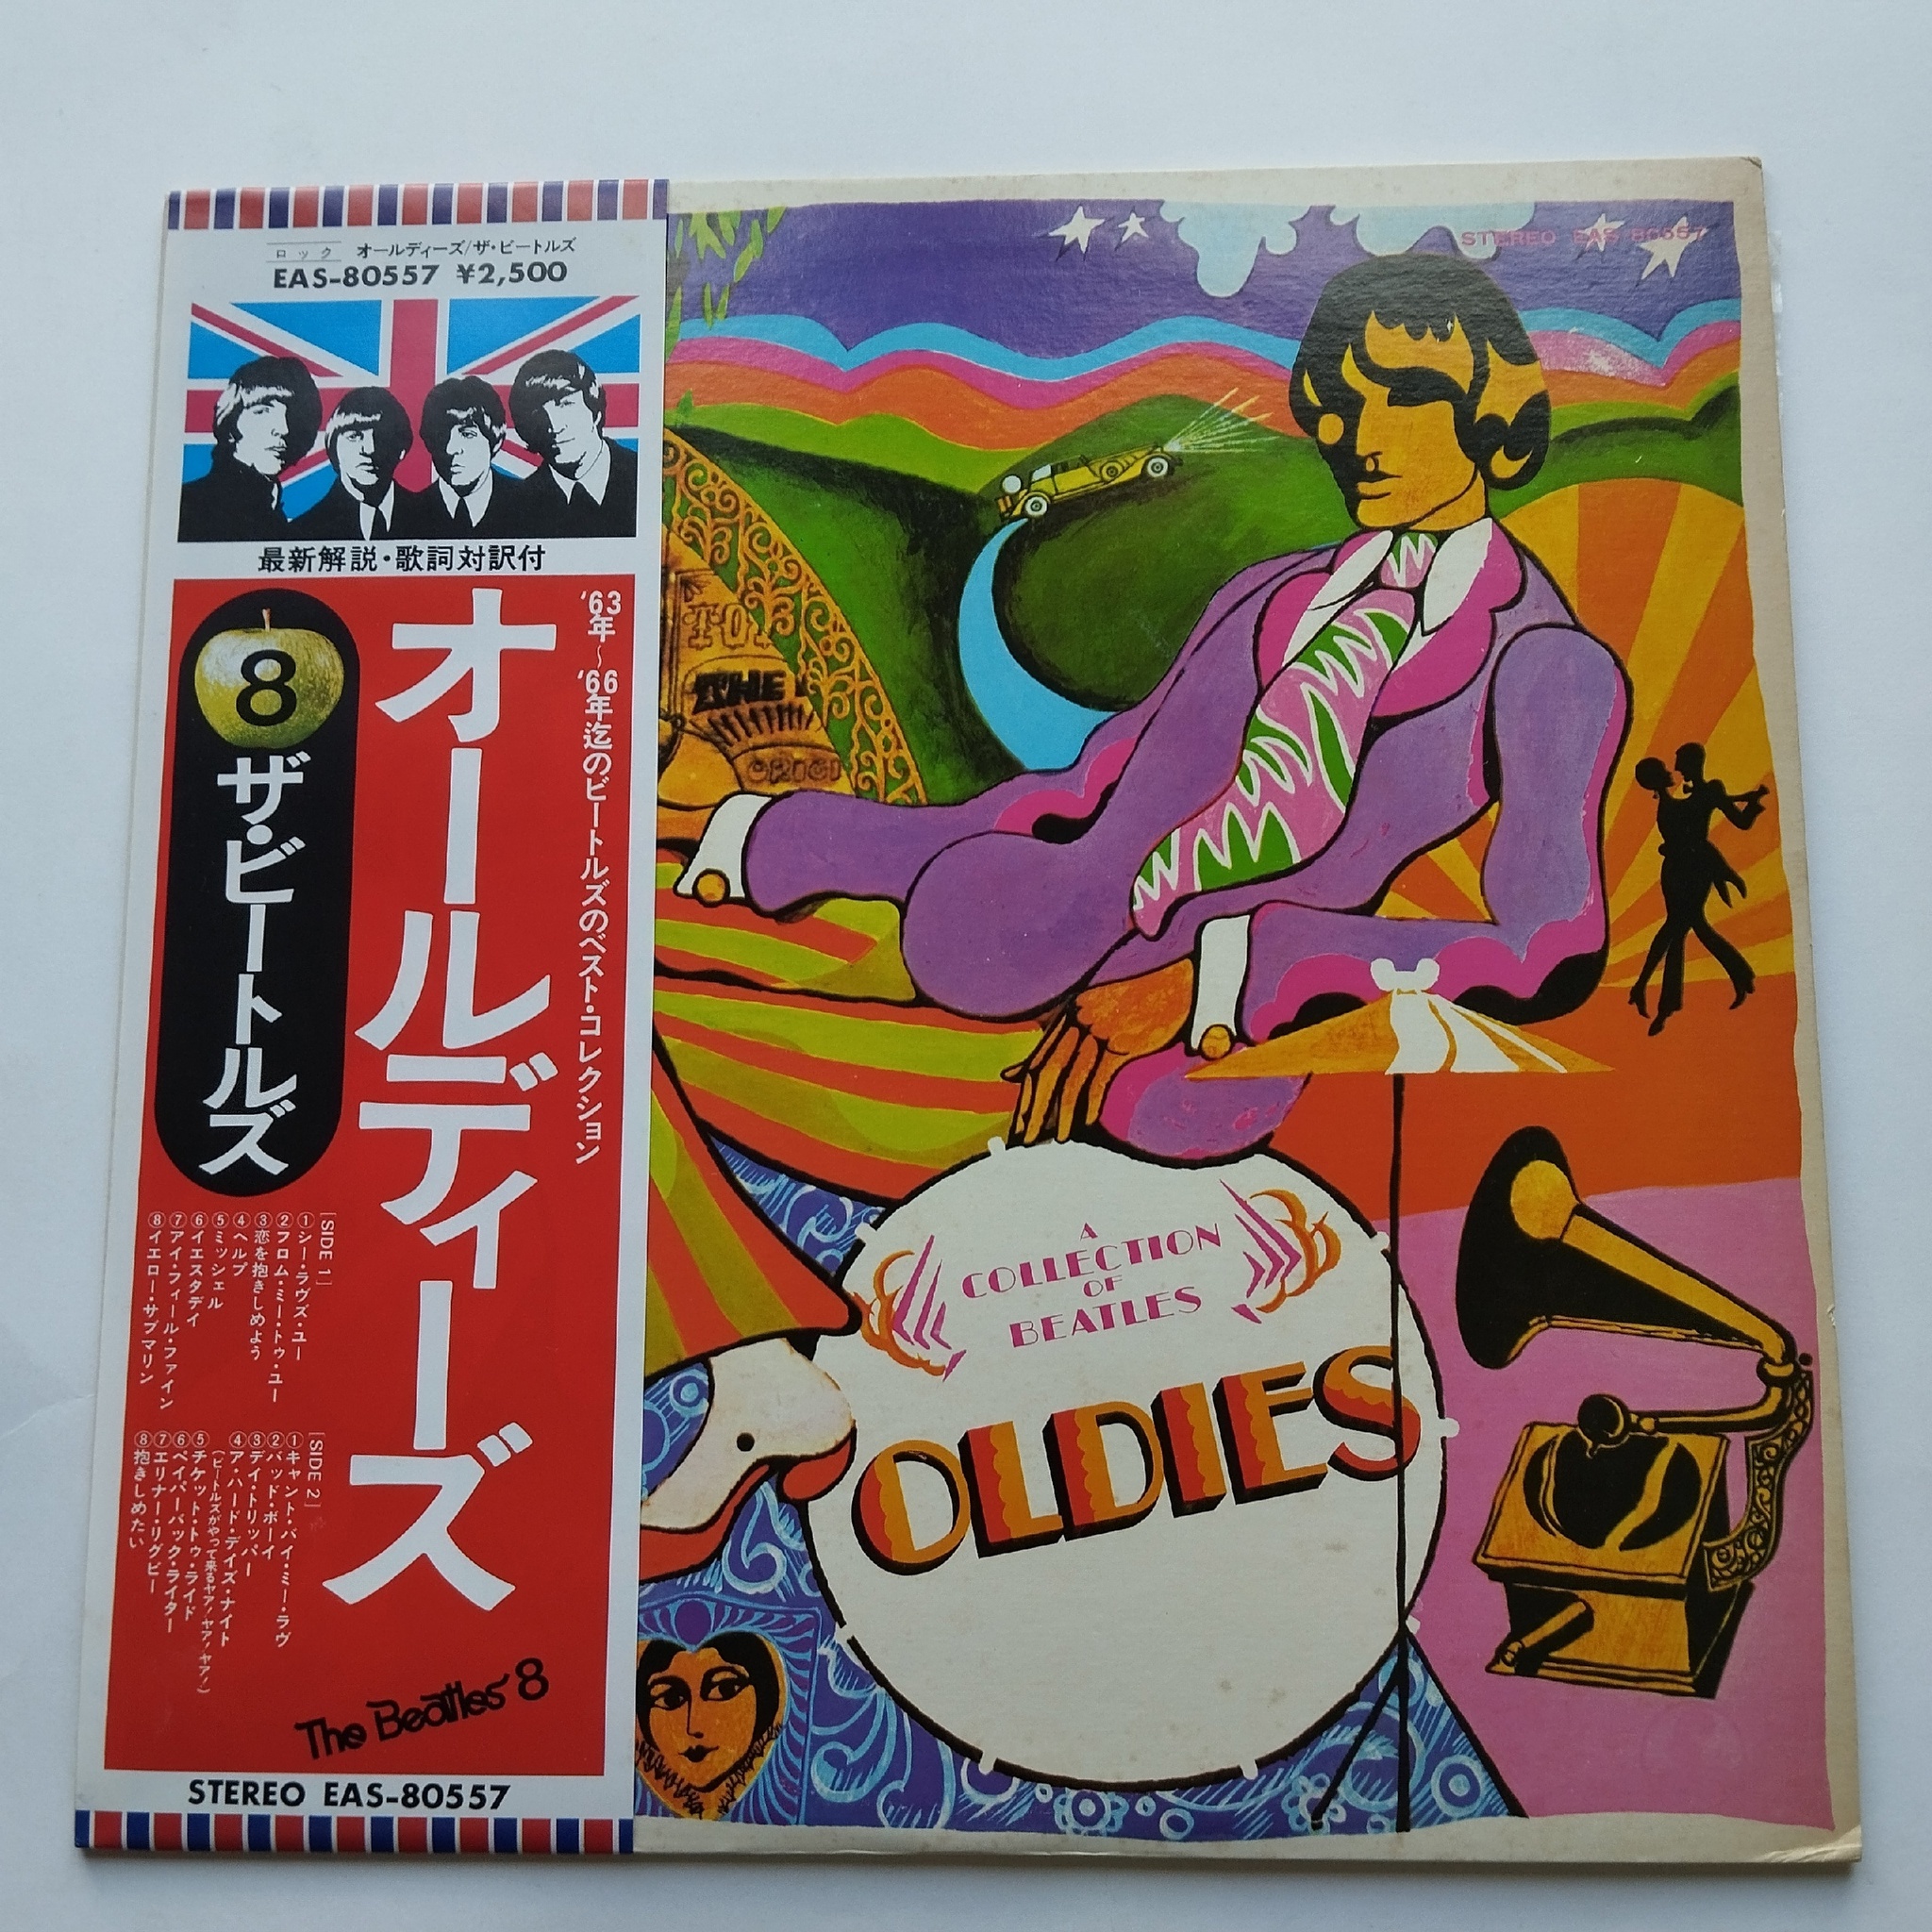 ロック オールディーズ/ザ・ビートルズ
EAS-80557 ¥2,500
最新解説・歌詞対訳付
'63年〜'66年迄のビートルズのベスト・コレクション
オールディーズ
8
ザ・ビートルズ
[SIDE 1]
①シー・ラヴズ・ユー
②フロム・ミー・トゥ・ユー
③恋を抱きしめよう
④ヘルプ
⑤ミッシェル
⑥イエスタデイ
⑦アイ・フィール・ファイン
⑧イエロー・サブマリン
[SIDE 2]
①キャント・バイ・ミー・ラヴ
②バッド・ボーイ
③デイ・トリッパー
④ア・ハード・デイズ・ナイト
(ビートルズがやって来るヤァ!ヤァ!ヤァ!)
⑤チケット・トゥ・ライド
⑥ペイパーバック・ライター
⑦エリナー・リグビー
⑧抱きしめたい
The Beatles 8
STEREO EAS-80557
STEREO EAS 80557
THE
ORIGI
A
COLLECTION
OF
BEATLES
OLDIES